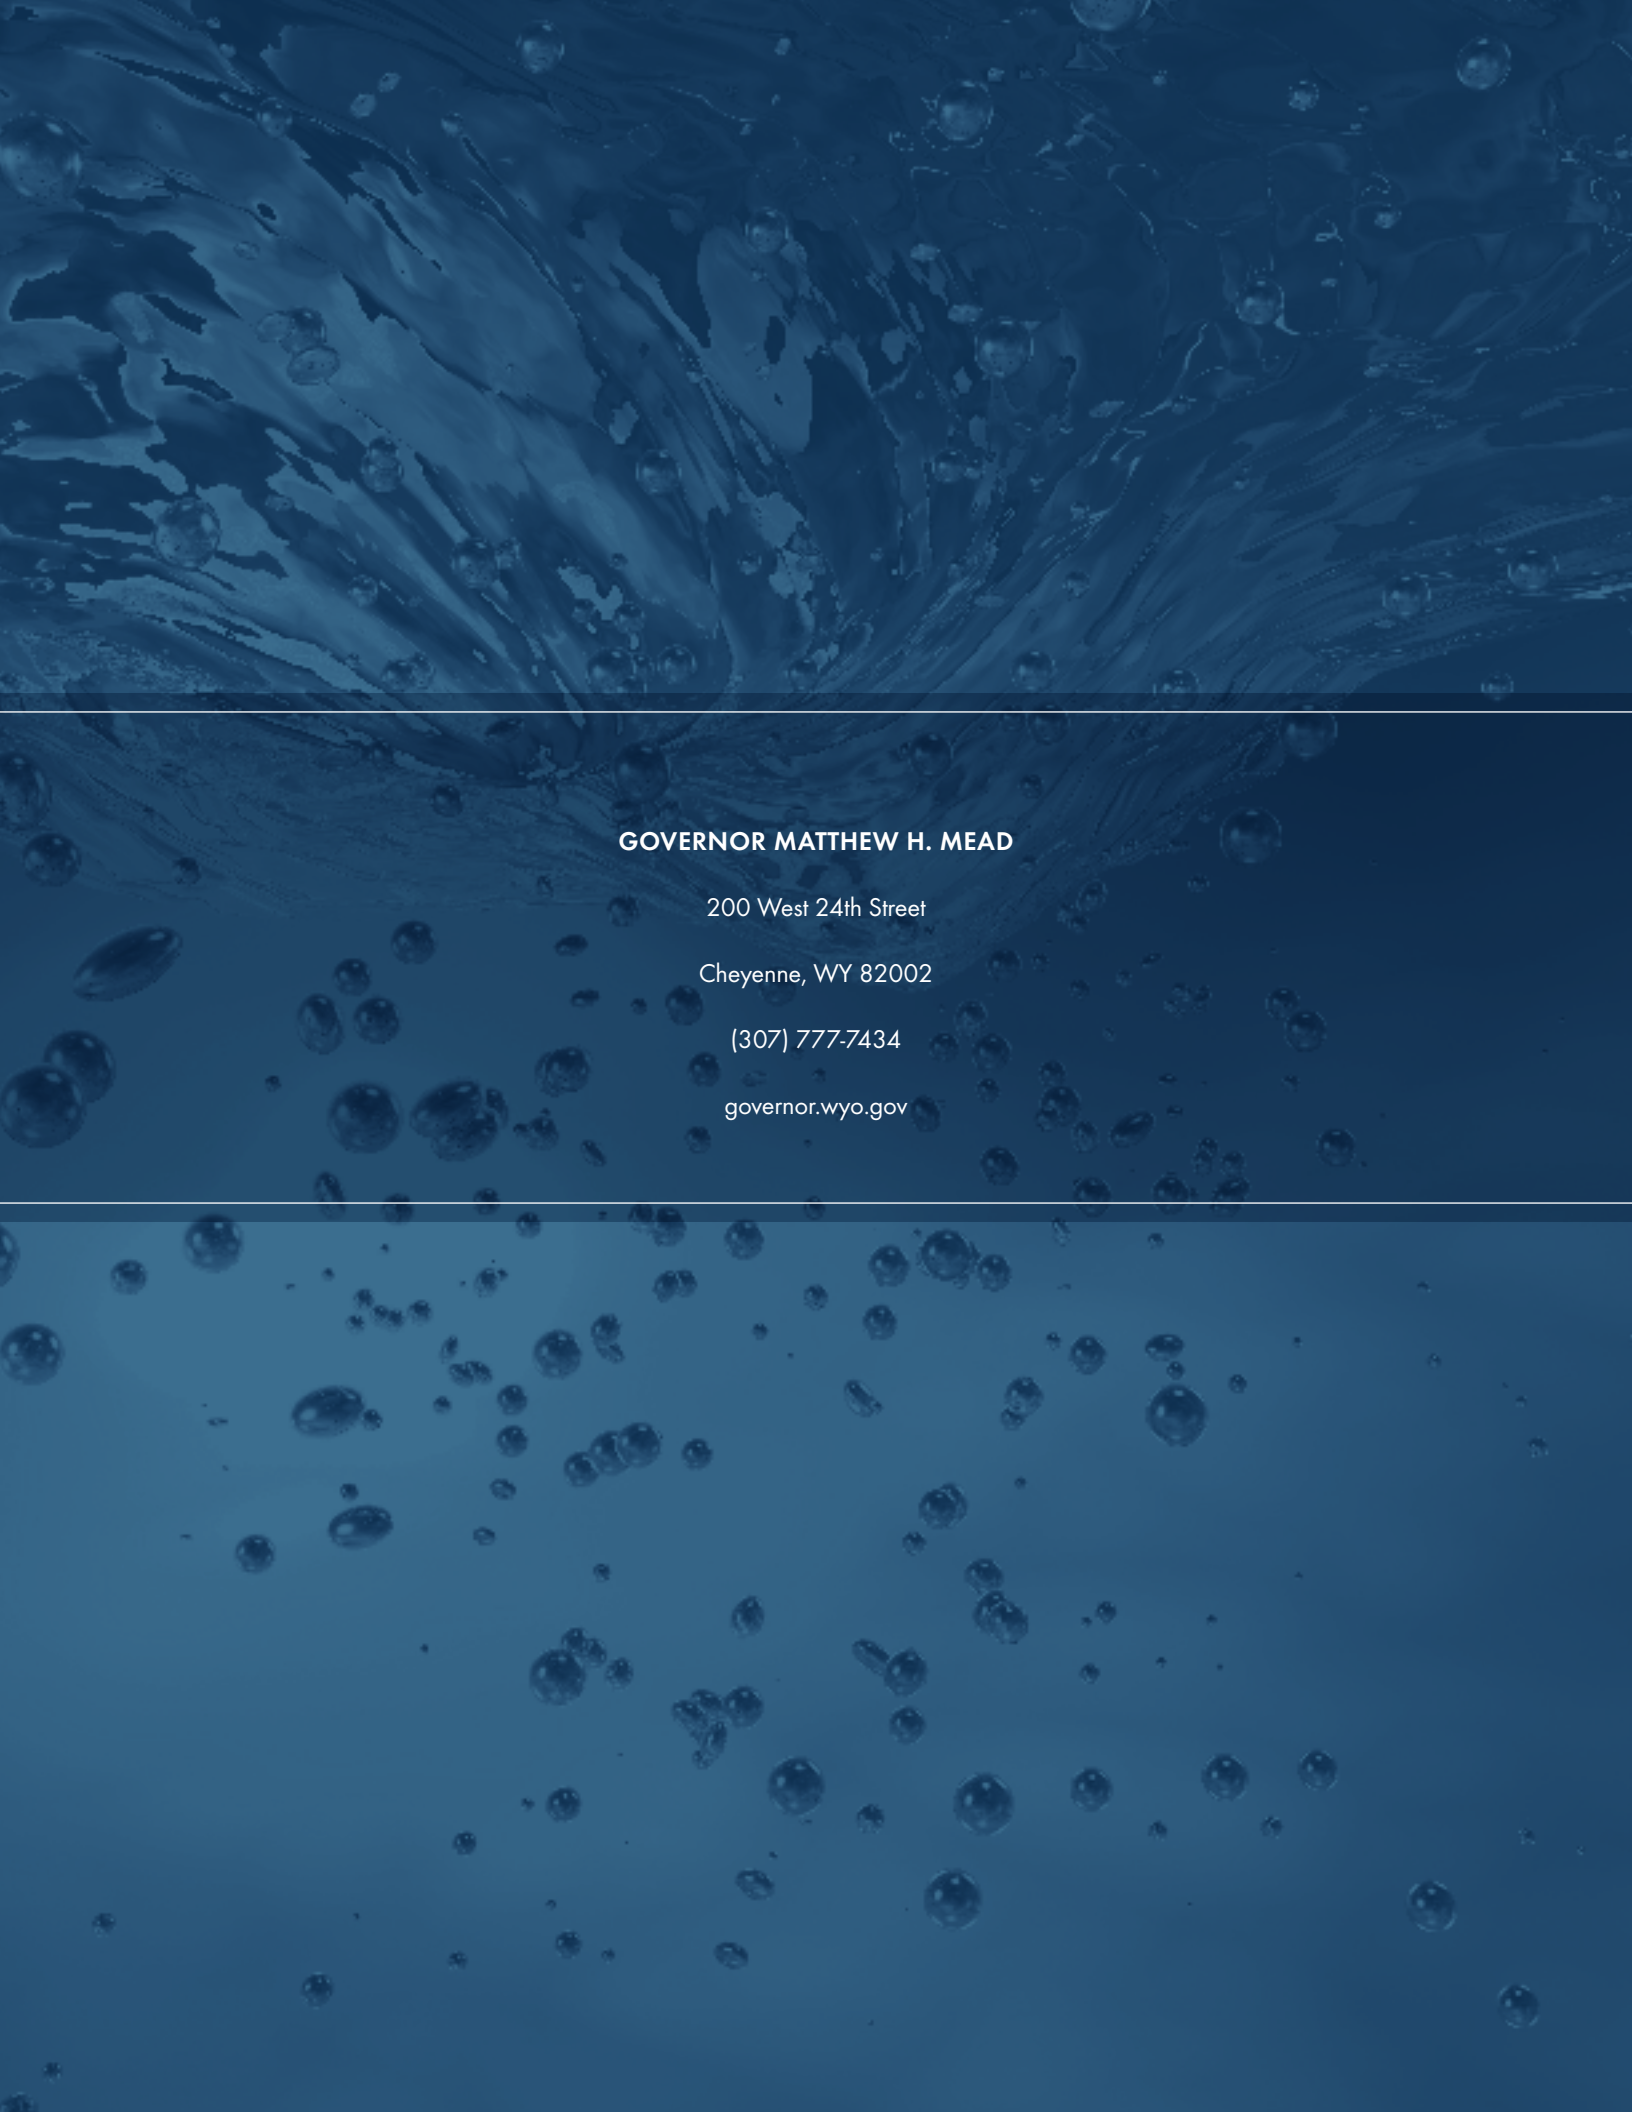 GOVERNOR MATTHEW H. MEAD
200 West 24th Street
Cheyenne, WY 82002
(307) 777-7434
governor.wyo.gov